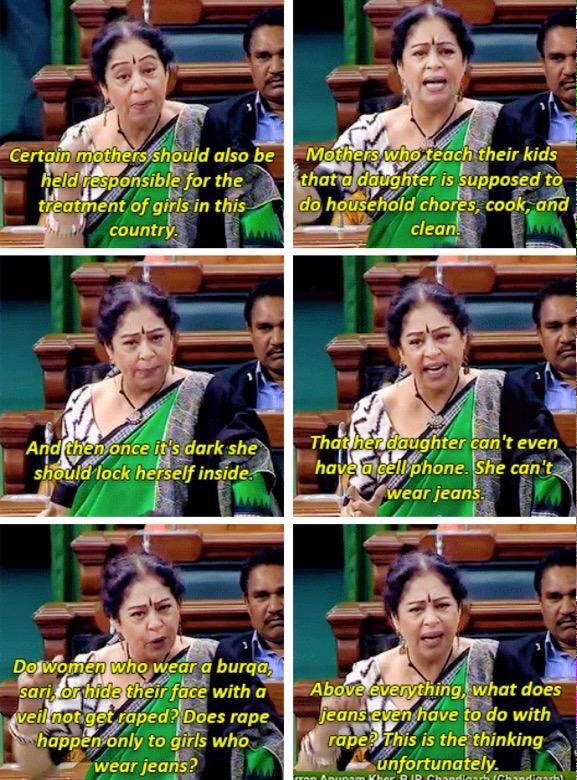 Certain mothers should also be
held responsible for the
treatment of girls in this
country.
Mothers who teach their kids
that a daughter is supposed to
do household chores, cook, and
clean.
And then once it's dark she
should lock herself inside.
That her daughter can't even
have a cell phone. She can't
wear jeans.
Do women who wear a burqa,
sari, or hide their face with a
veil not get raped? Does rape
happen only to girls who
wear jeans?
Above everything, what does
jeans even have to do with
rape? This is the thinking
unfortunately.
Anupam Kher, BJP, Chandigarh (Chandigarh)